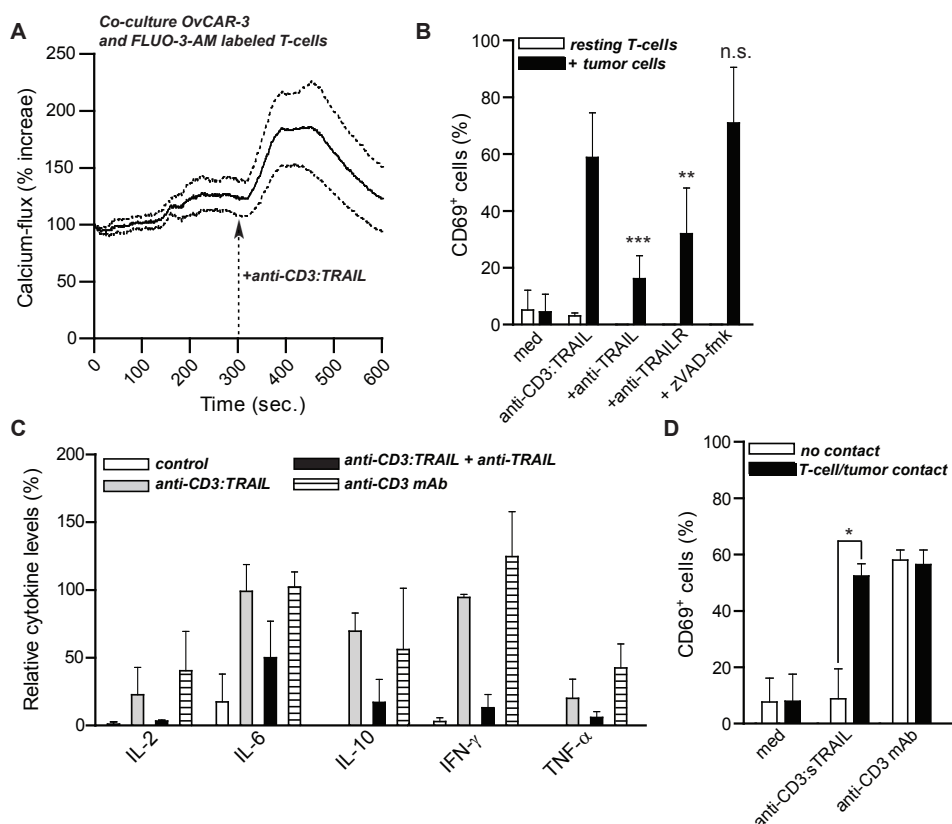 A
Co-culture OvCAR-3
and FLUO-3-AM labeled T-cells
Calcium-flux (% increae)
250
200
150
100
50
0
+anti-CD3:TRAIL
0
100
200
300
400
500
600
Time (sec.)
B
resting T-cells
+ tumor cells
n.s.
CD69+ cells (%)
100
80
60
40
20
0
***
**
med
anti-CD3:TRAIL
+anti-TRAIL
+anti-TRAILR
+ zVAD-fmk
C
control
anti-CD3:TRAIL
anti-CD3:TRAIL + anti-TRAIL
anti-CD3 mAb
Relative cytokine levels (%)
200
150
100
50
0
IL-2
IL-6
IL-10
IFN-γ
TNF-α
D
no contact
T-cell/tumor contact
CD69+ cells (%)
100
80
60
40
20
0
*
med
anti-CD3:sTRAIL
anti-CD3 mAb